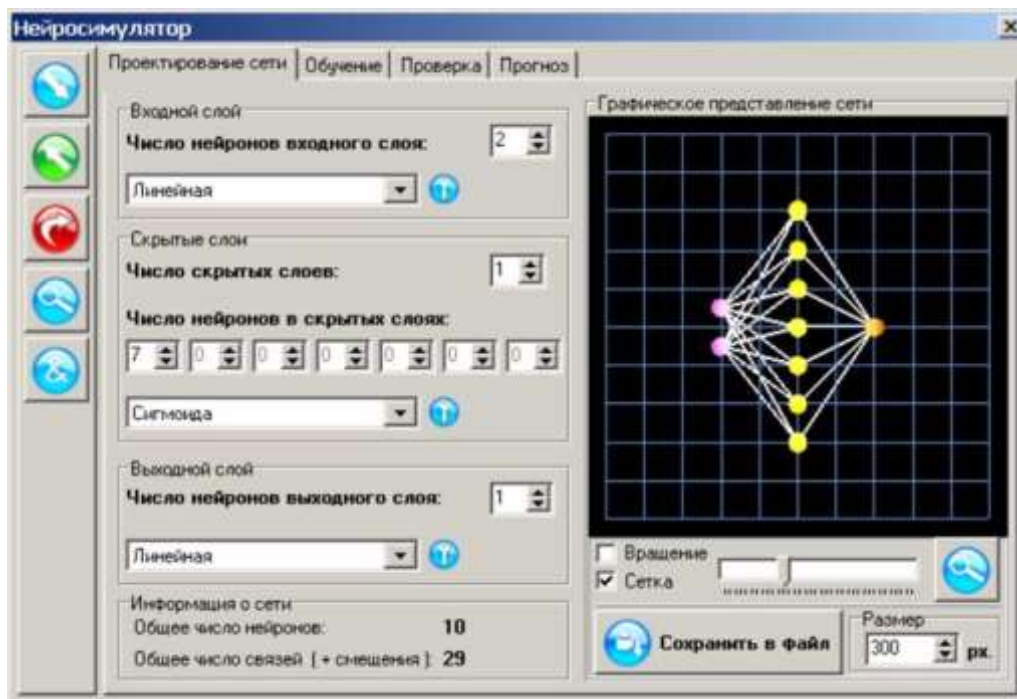 Нейросимулятор
Проектирование сети Обучение Проверка Прогноз
Входной слой
Число нейронов входного слоя: 2
Линейная
Скрытые слои
Число скрытых слоев: 1
Число нейронов в скрытых слоях:
7 0 0 0 0 0 0
Сигмоида
Выходной слой
Число нейронов выходного слоя: 1
Линейная
Информация о сети
Общее число нейронов: 10
Общее число связей ( + смещения ): 29
Графическое представление сети
Вращение
Сетка
Сохранить в файл
Размер
300 px.